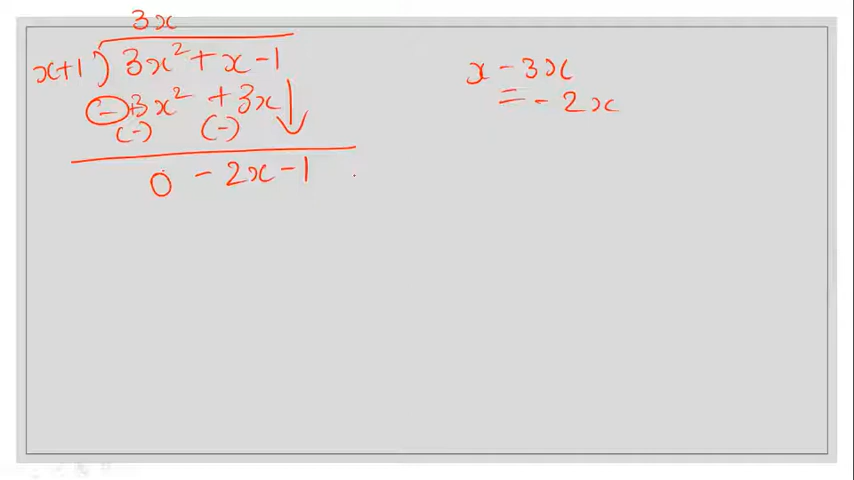 3x
x+1 ) 3x² + x - 1
- +3x² + 3x
(-) (-)
0 - 2x - 1
x - 3x
= - 2x